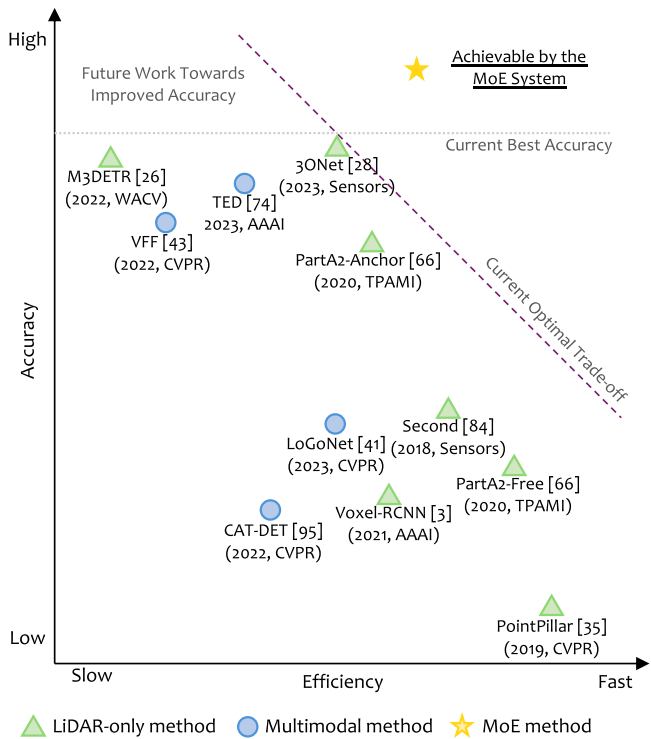 High
Achievable by the
MoE System
Future Work Towards
Improved Accuracy
Current Best Accuracy
M3DETR [26]
(2022, WACV)
3ONet [28]
(2023, Sensors)
TED [74]
2023, AAAI
VFF [43]
(2022, CVPR)
PartA2-Anchor [66]
(2020, TPAMI)
Current Optimal Trade-off
Accuracy
Second [84]
(2018, Sensors)
LoGoNet [41]
(2023, CVPR)
PartA2-Free [66]
(2020, TPAMI)
Voxel-RCNN [3]
(2021, AAAI)
CAT-DET [95]
(2022, CVPR)
PointPillar [35]
(2019, CVPR)
Low
Slow
Efficiency
Fast
LiDAR-only method
Multimodal method
MoE method